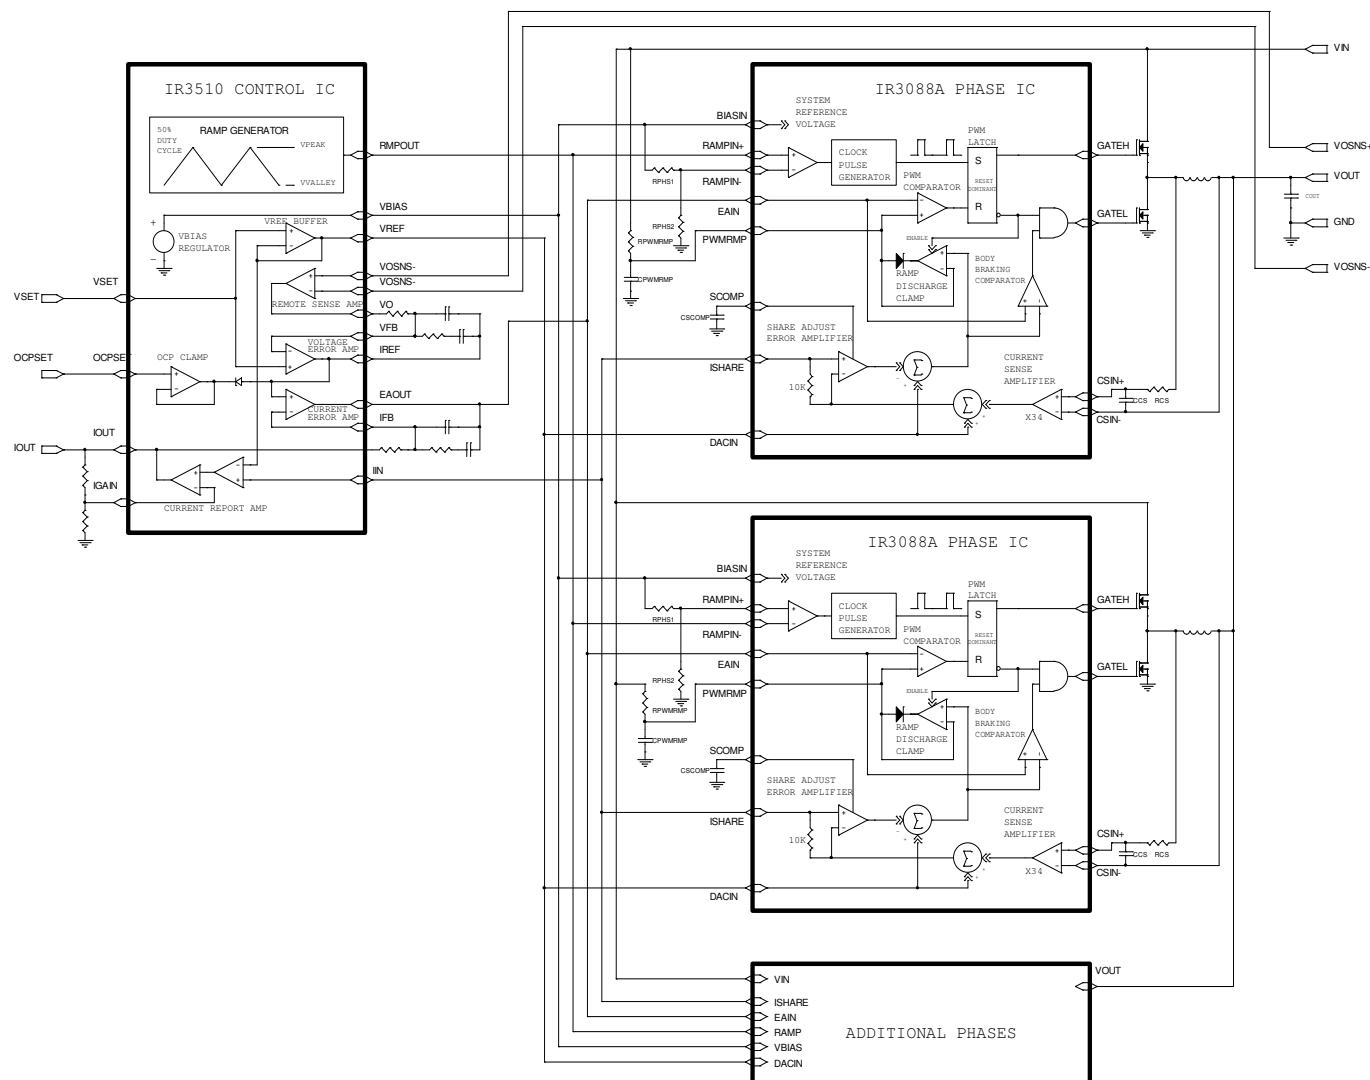 VIN
IR3510 CONTROL IC
50%
DUTY
CYCLE
RAMP GENERATOR
VPEAK
VVALLEY
RMPOUT
VBIAS
VREF BUFFER
VREF
+
VBIAS
REGULATOR
−
VOSNS-
VOSNS-
REMOTE SENSE AMP
VSET
VSET
VO
VFB
VOLTAGE
ERROR AMP
IREF
OCPSET
OCPSET
OCP CLAMP
EAOUT
CURRENT
ERROR AMP
IFB
IOUT
IOUT
IIN
IGAIN
CURRENT REPORT AMP
IR3088A PHASE IC
BIASIN
SYSTEM
REFERENCE
VOLTAGE
RAMPIN+
RAMPIN-
CLOCK
PULSE
GENERATOR
PWM
LATCH
S
RESET
DOMINANT
R
PWM
COMPARATOR
GATEH
GATEL
VOSNS+
VOUT
COUT
GND
VOSNS-
RPHS1
RPHS2
EAIN
PWMRMP
RPWMRMP
CPWMRMP
ENABLE
RAMP
DISCHARGE
CLAMP
BODY
BRAKING
COMPARATOR
SCOMP
CSCOMP
SHARE ADJUST
ERROR AMPLIFIER
ISHARE
10K
Σ
Σ
CURRENT
SENSE
AMPLIFIER
X34
CSIN+
CCS
RCS
CSIN-
DACIN
IR3088A PHASE IC
BIASIN
SYSTEM
REFERENCE
VOLTAGE
RAMPIN+
RAMPIN-
CLOCK
PULSE
GENERATOR
PWM
LATCH
S
RESET
DOMINANT
R
PWM
COMPARATOR
GATEH
GATEL
RPHS1
RPHS2
EAIN
PWMRMP
RPWMRMP
CPWMRMP
ENABLE
RAMP
DISCHARGE
CLAMP
BODY
BRAKING
COMPARATOR
SCOMP
CSCOMP
SHARE ADJUST
ERROR AMPLIFIER
ISHARE
10K
Σ
Σ
CURRENT
SENSE
AMPLIFIER
X34
CSIN+
CCS
RCS
CSIN-
DACIN
VIN
ISHARE
EAIN
RAMP
VBIAS
DACIN
ADDITIONAL PHASES
VOUT